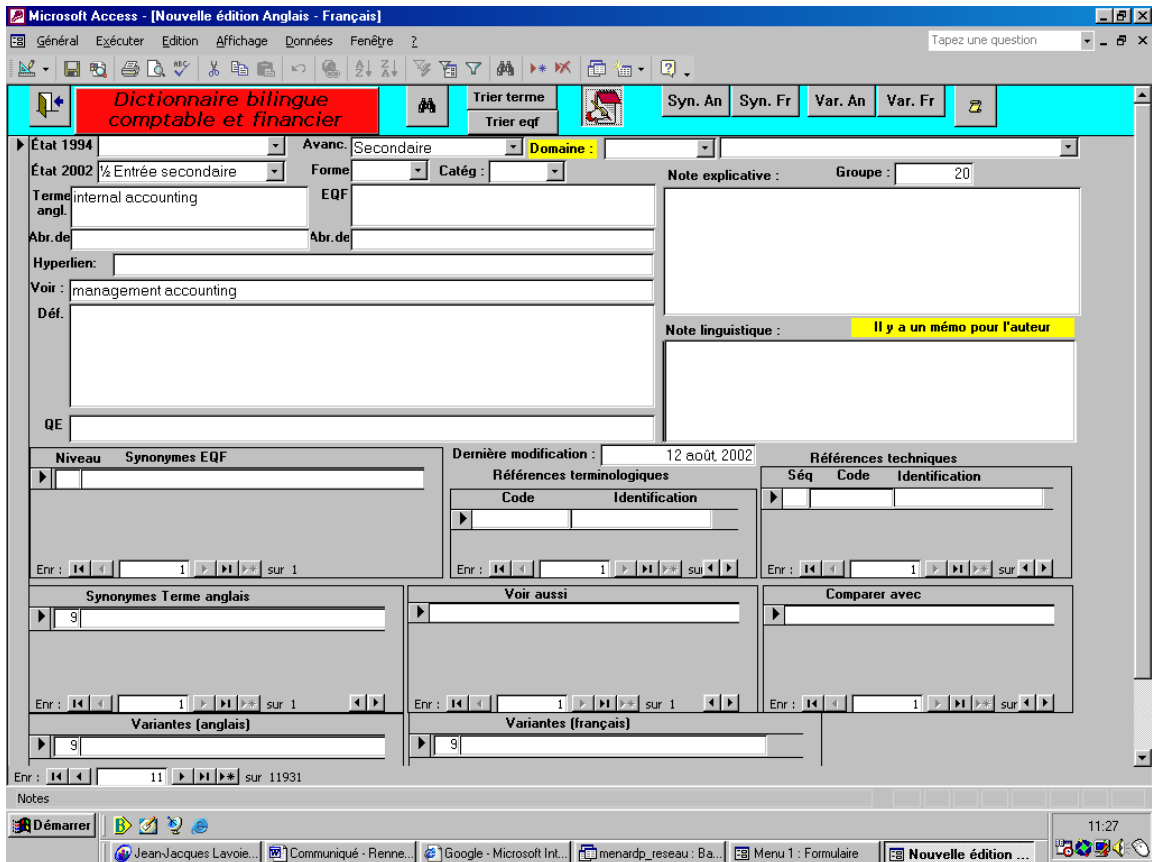 Microsoft Access - [Nouvelle édition Anglais - Français]
Général Exécuter Edition Affichage Données Fenêtre ? Tapez une question
Dictionnaire bilingue
comptable et financier
Trier terme
Trier eqf
Syn. An Syn. Fr Var. An Var. Fr
État 1994 Avanc. Secondaire Domaine :
État 2002 ½ Entrée secondaire Forme Catég : Note explicative : Groupe : 20
Terme angl. internal accounting EQF
Abr.de Abr.de
Hyperlien:
Voir : management accounting
Déf.
Note linguistique : Il y a un mémo pour l'auteur
QE
Niveau Synonymes EQF
Dernière modification : 12 août, 2002
Références terminologiques
Code Identification
Références techniques
Séq Code Identification
Enr : 1 sur 1
Enr : 1 sur
Enr : 1 sur
Synonymes Terme anglais
9
Voir aussi
Comparer avec
Enr : 1 sur 1
Enr : 1 sur 1
Enr : 1 sur
Variantes (anglais)
9
Variantes (français)
9
Enr : 11 sur 11931
Notes
Démarrer 11:27
Jean-Jacques Lavoie... Communiqué - Renne... Google - Microsoft Int... menardp_reseau : Ba... Menu 1 : Formulaire Nouvelle édition ...